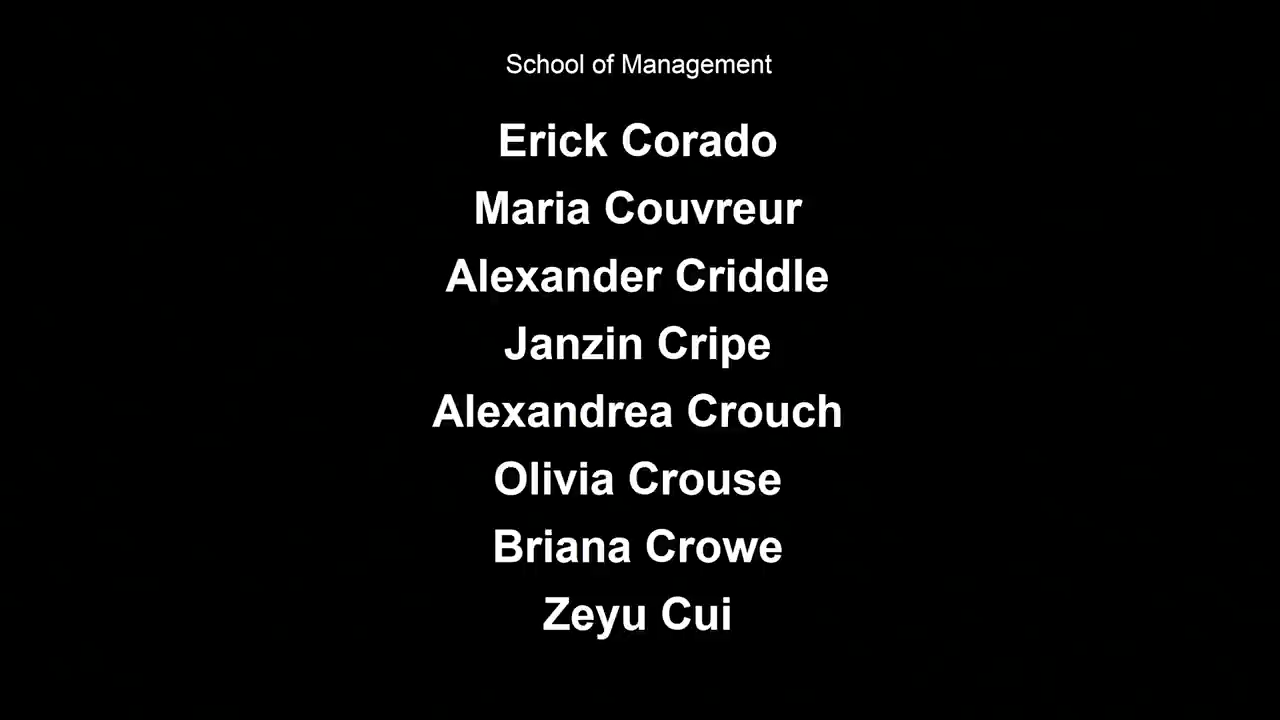 School of Management
Erick Corado
Maria Couvreur
Alexander Criddle
Janzin Cripe
Alexandrea Crouch
Olivia Crouse
Briana Crowe
Zeyu Cui